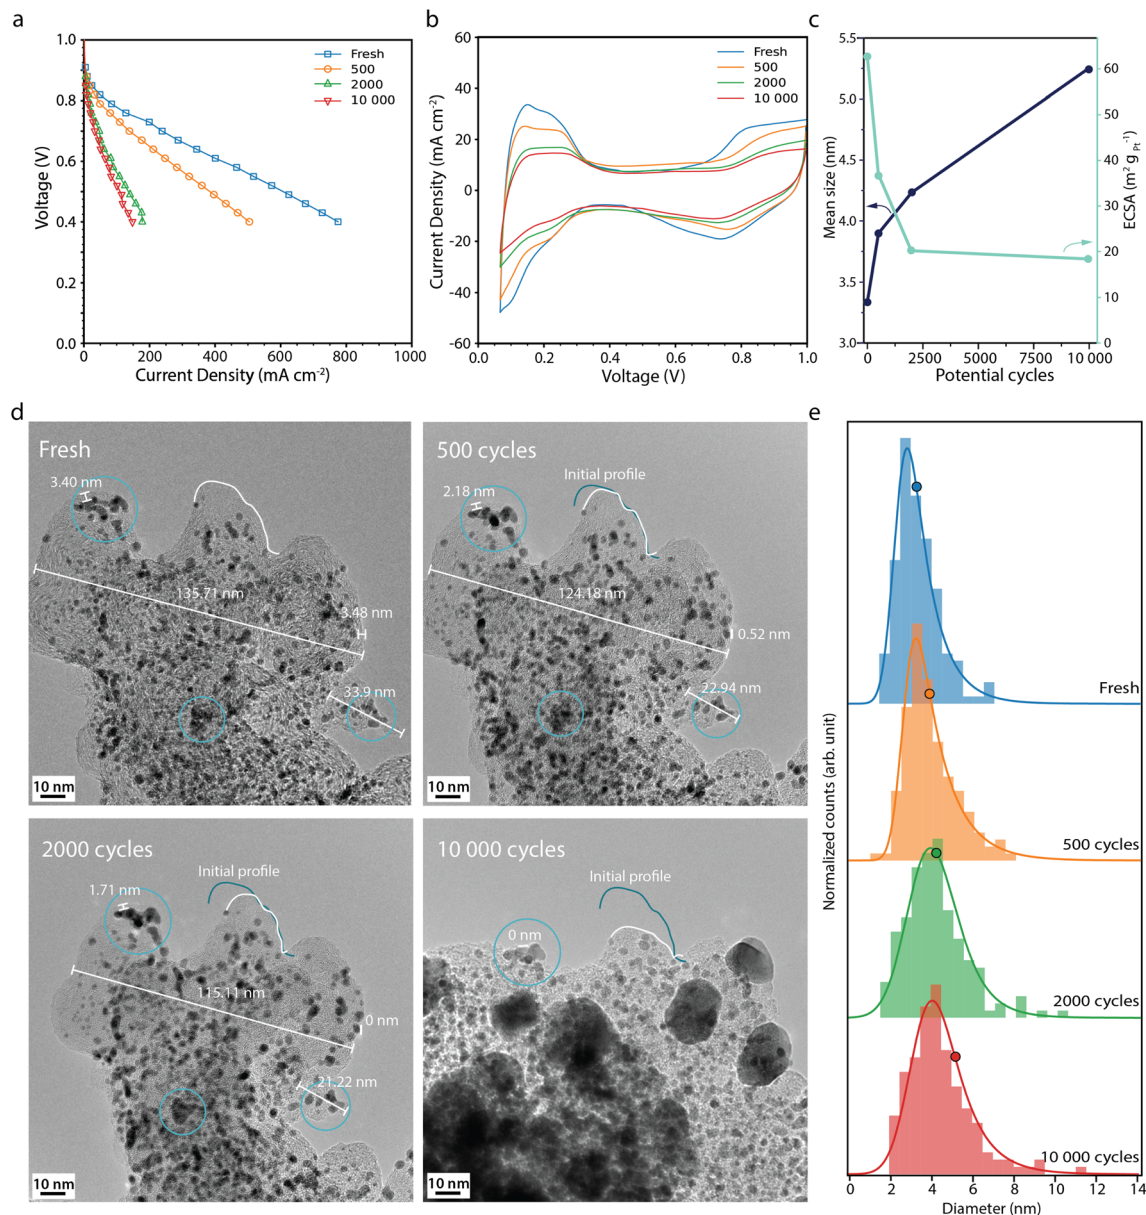 a
1.0
0.8
0.6
0.4
0.2
0.0
Voltage (V)
0
200
400
600
800
1000
Current Density (mA cm⁻²)
Fresh
500
2000
10 000
b
60
40
20
0
-20
-40
-60
Current Density (mA cm⁻²)
0.0
0.2
0.4
0.6
0.8
1.0
Voltage (V)
Fresh
500
2000
10 000
c
5.5
5.0
4.5
4.0
3.5
3.0
Mean size (nm)
0
2500
5000
7500
10 000
Potential cycles
60
50
40
30
20
10
0
ECSA (m² g Pt⁻¹)
d
Fresh
3.40 nm
135.71 nm
3.48 nm
33.9 nm
10 nm
500 cycles
Initial profile
2.18 nm
124.18 nm
0.52 nm
22.94 nm
10 nm
2000 cycles
Initial profile
1.71 nm
115.11 nm
0 nm
21.22 nm
10 nm
10 000 cycles
Initial profile
0 nm
10 nm
e
Normalized counts (arb. unit)
Fresh
500 cycles
2000 cycles
10 000 cycles
0
2
4
6
8
10
12
14
Diameter (nm)